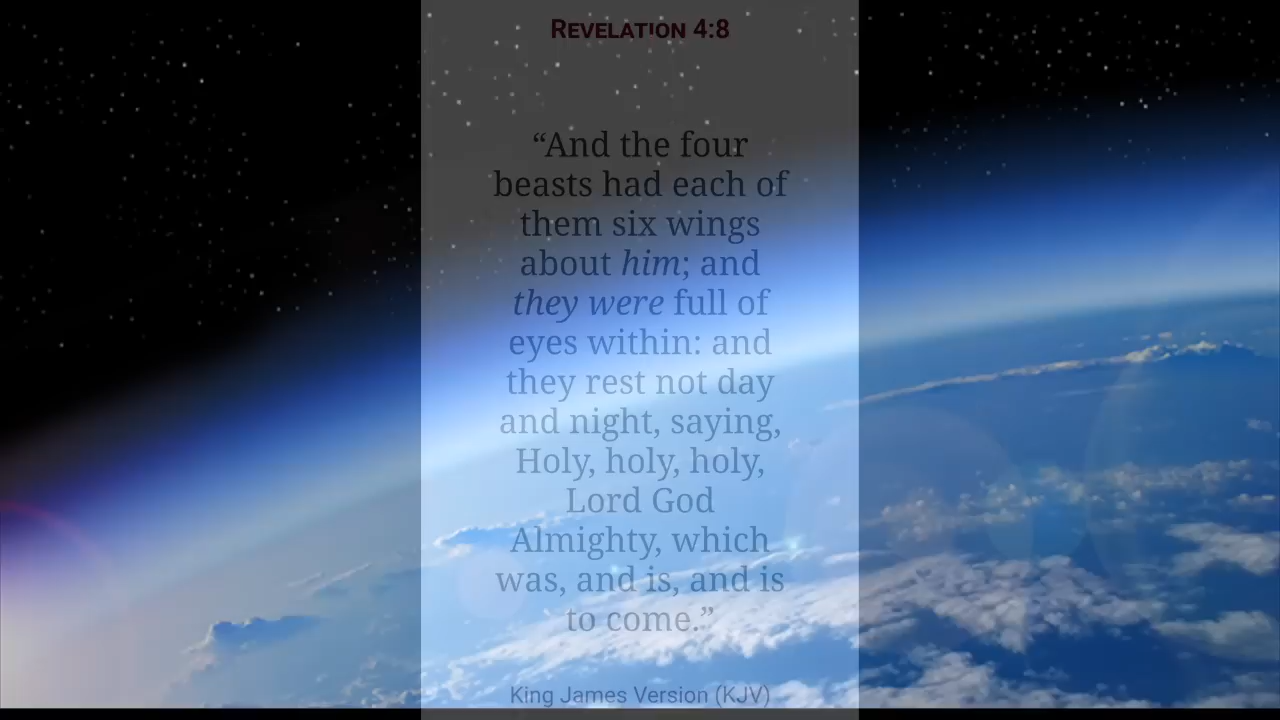 Revelation 4:8
“And the four
beasts had each of
them six wings
about him; and
they were full of
eyes within: and
they rest not day
and night, saying,
Holy, holy, holy,
Lord God
Almighty, which
was, and is, and is
to come.”
King James Version (KJV)